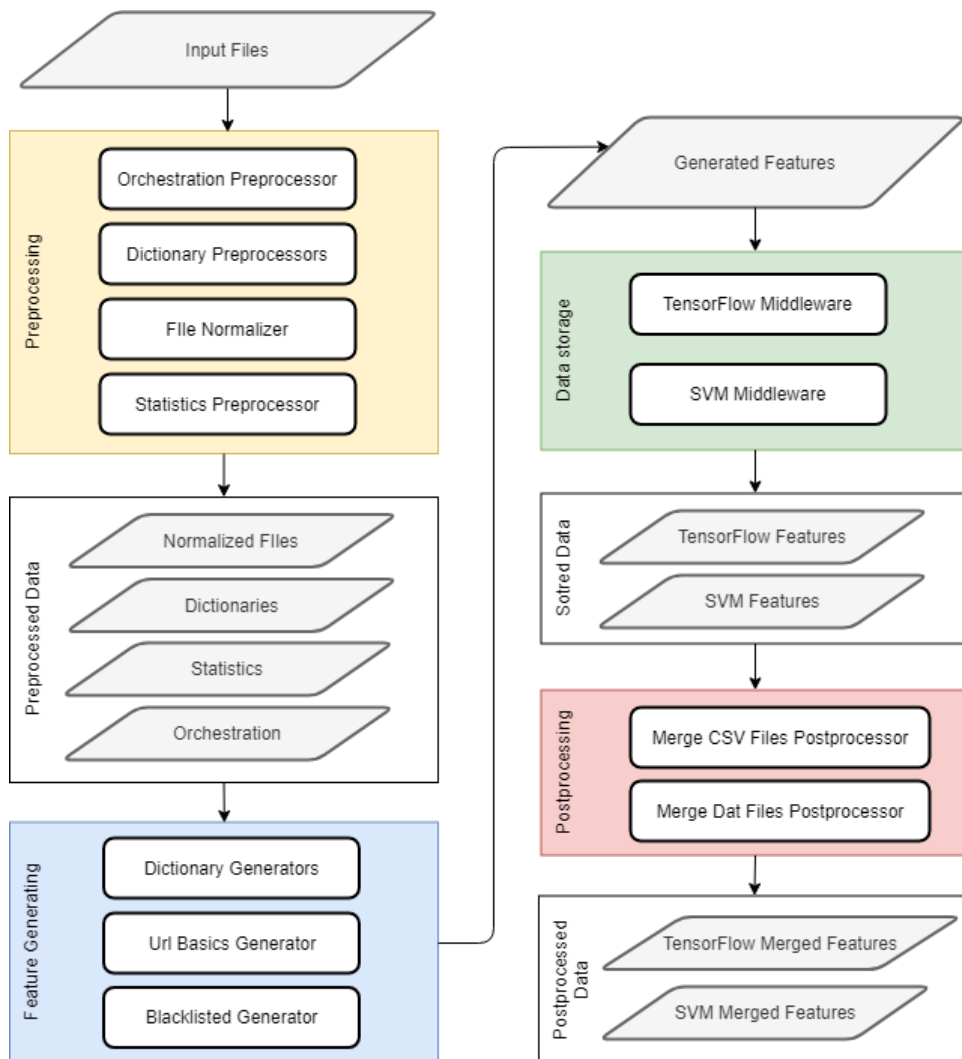 Input Files
Preprocessing
Orchestration Preprocessor
Dictionary Preprocessors
FIle Normalizer
Statistics Preprocessor
Preprocessed Data
Normalized FIles
Dictionaries
Statistics
Orchestration
Feature Generating
Dictionary Generators
Url Basics Generator
Blacklisted Generator
Generated Features
Data storage
TensorFlow Middleware
SVM Middleware
Sotred Data
TensorFlow Features
SVM Features
Postprocessing
Merge CSV Files Postprocessor
Merge Dat Files Postprocessor
Postprocessed
Data
TensorFlow Merged Features
SVM Merged Features